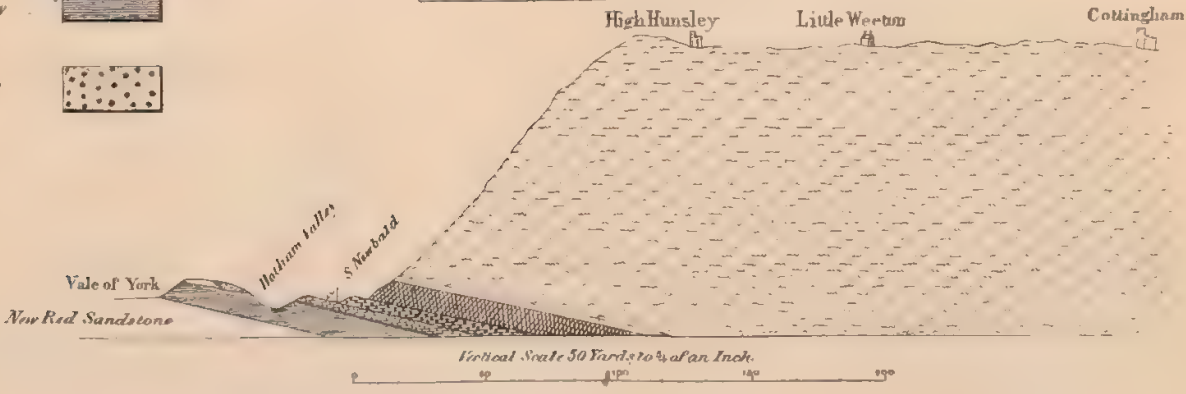 High Hunsley
Little Weeton
Cottingham
Hotham Valley
S. Newbald
Vale of York
New Red Sandstone
Vertical Scale 50 Yards to ¾ of an Inch.